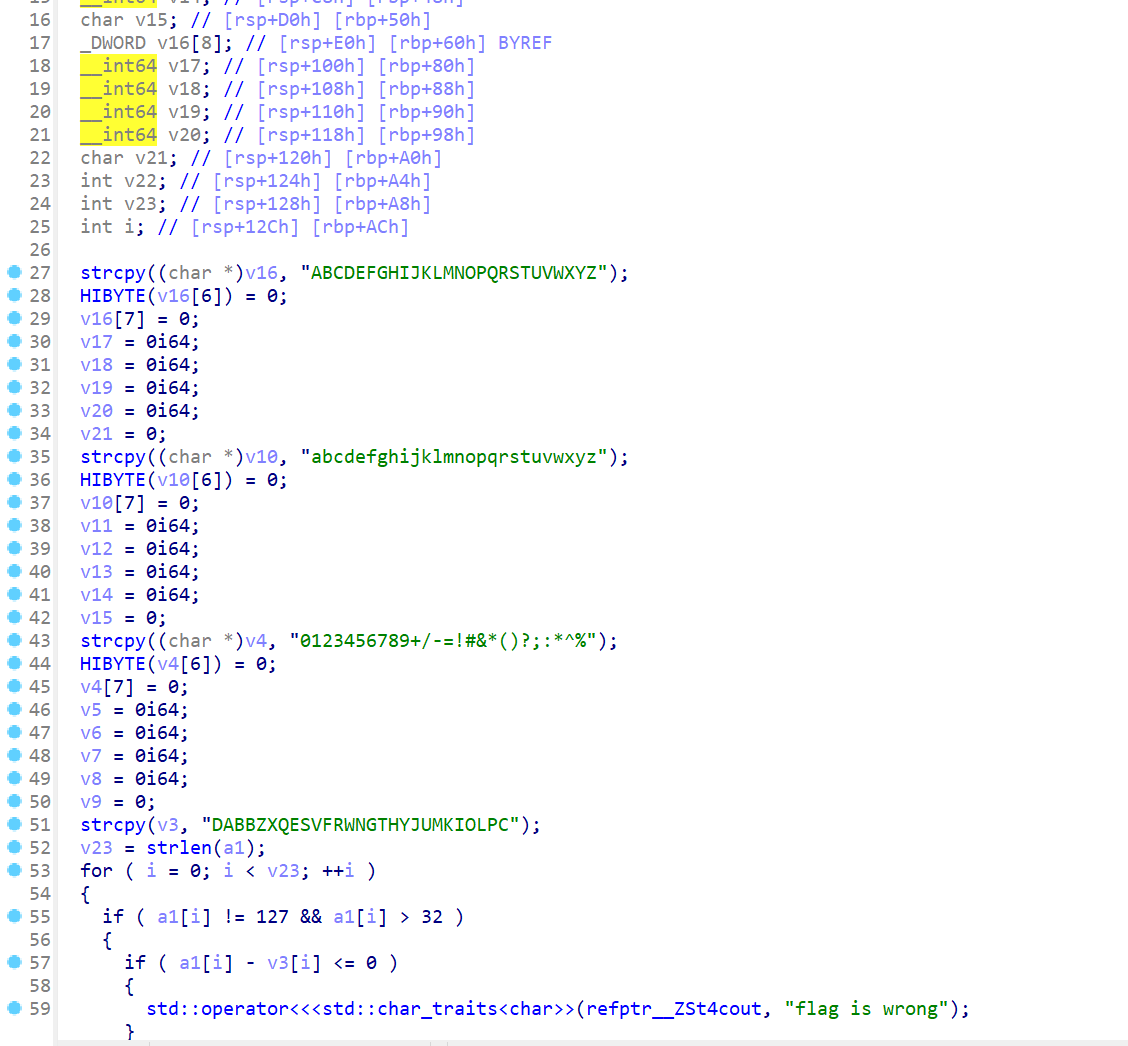 16 char v15; // [rsp+D0h] [rbp+50h]
17 _DWORD v16[8]; // [rsp+E0h] [rbp+60h] BYREF
18 __int64 v17; // [rsp+100h] [rbp+80h]
19 __int64 v18; // [rsp+108h] [rbp+88h]
20 __int64 v19; // [rsp+110h] [rbp+90h]
21 __int64 v20; // [rsp+118h] [rbp+98h]
22 char v21; // [rsp+120h] [rbp+A0h]
23 int v22; // [rsp+124h] [rbp+A4h]
24 int v23; // [rsp+128h] [rbp+A8h]
25 int i; // [rsp+12Ch] [rbp+ACh]
26
27 strcpy((char *)v16, "ABCDEFGHIJKLMNOPQRSTUVWXYZ");
28 HIBYTE(v16[6]) = 0;
29 v16[7] = 0;
30 v17 = 0i64;
31 v18 = 0i64;
32 v19 = 0i64;
33 v20 = 0i64;
34 v21 = 0;
35 strcpy((char *)v10, "abcdefghijklmnopqrstuvwxyz");
36 HIBYTE(v10[6]) = 0;
37 v10[7] = 0;
38 v11 = 0i64;
39 v12 = 0i64;
40 v13 = 0i64;
41 v14 = 0i64;
42 v15 = 0;
43 strcpy((char *)v4, "0123456789+/-=!#&*()?;:*^%");
44 HIBYTE(v4[6]) = 0;
45 v4[7] = 0;
46 v5 = 0i64;
47 v6 = 0i64;
48 v7 = 0i64;
49 v8 = 0i64;
50 v9 = 0;
51 strcpy(v3, "DABBZXQESVFRWNGTHYJUMKIOLPC");
52 v23 = strlen(a1);
53 for ( i = 0; i < v23; ++i )
54 {
55 if ( a1[i] != 127 && a1[i] > 32 )
56 {
57 if ( a1[i] - v3[i] <= 0 )
58 {
59 std::operator<<<std::char_traits<char>>(refptr__ZSt4cout, "flag is wrong");
}